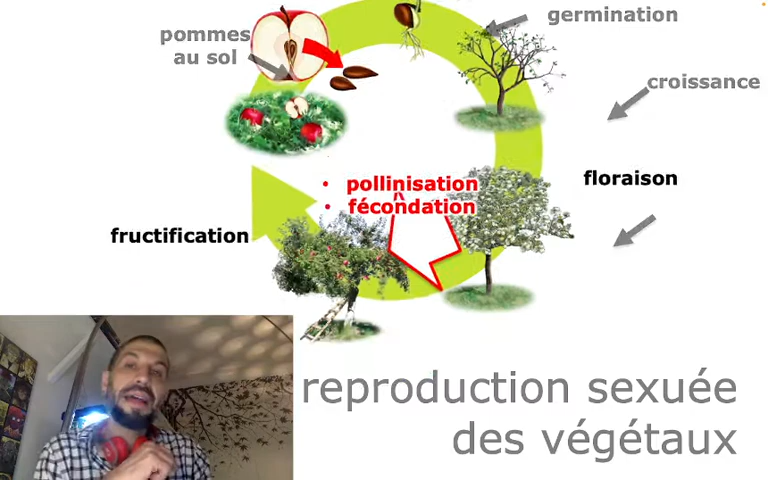 germination
pommes
au sol
croissance
floraison
• pollinisation
• fécondation
fructification
reproduction sexuée
des végétaux